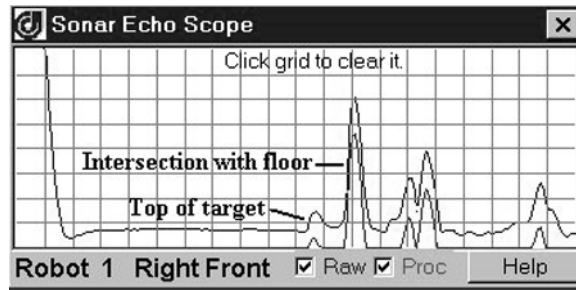 Sonar Echo Scope
Click grid to clear it.
Intersection with floor
Top of target
Robot 1 Right Front Raw Proc Help